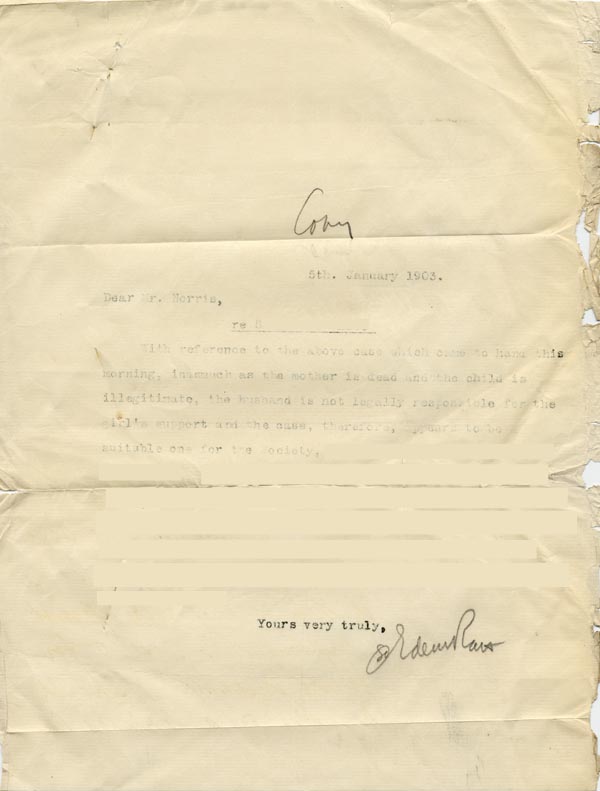 Copy
5th. January 1903.
Dear Mr. Norris,
re S
With reference to the above case which came to hand this
morning, inasmuch as the mother is dead and the child is
illegitimate, the husband is not legally responsible for the
girl's support and the case, therefore, appears to be
suitable one for the Society,
Yours very truly,